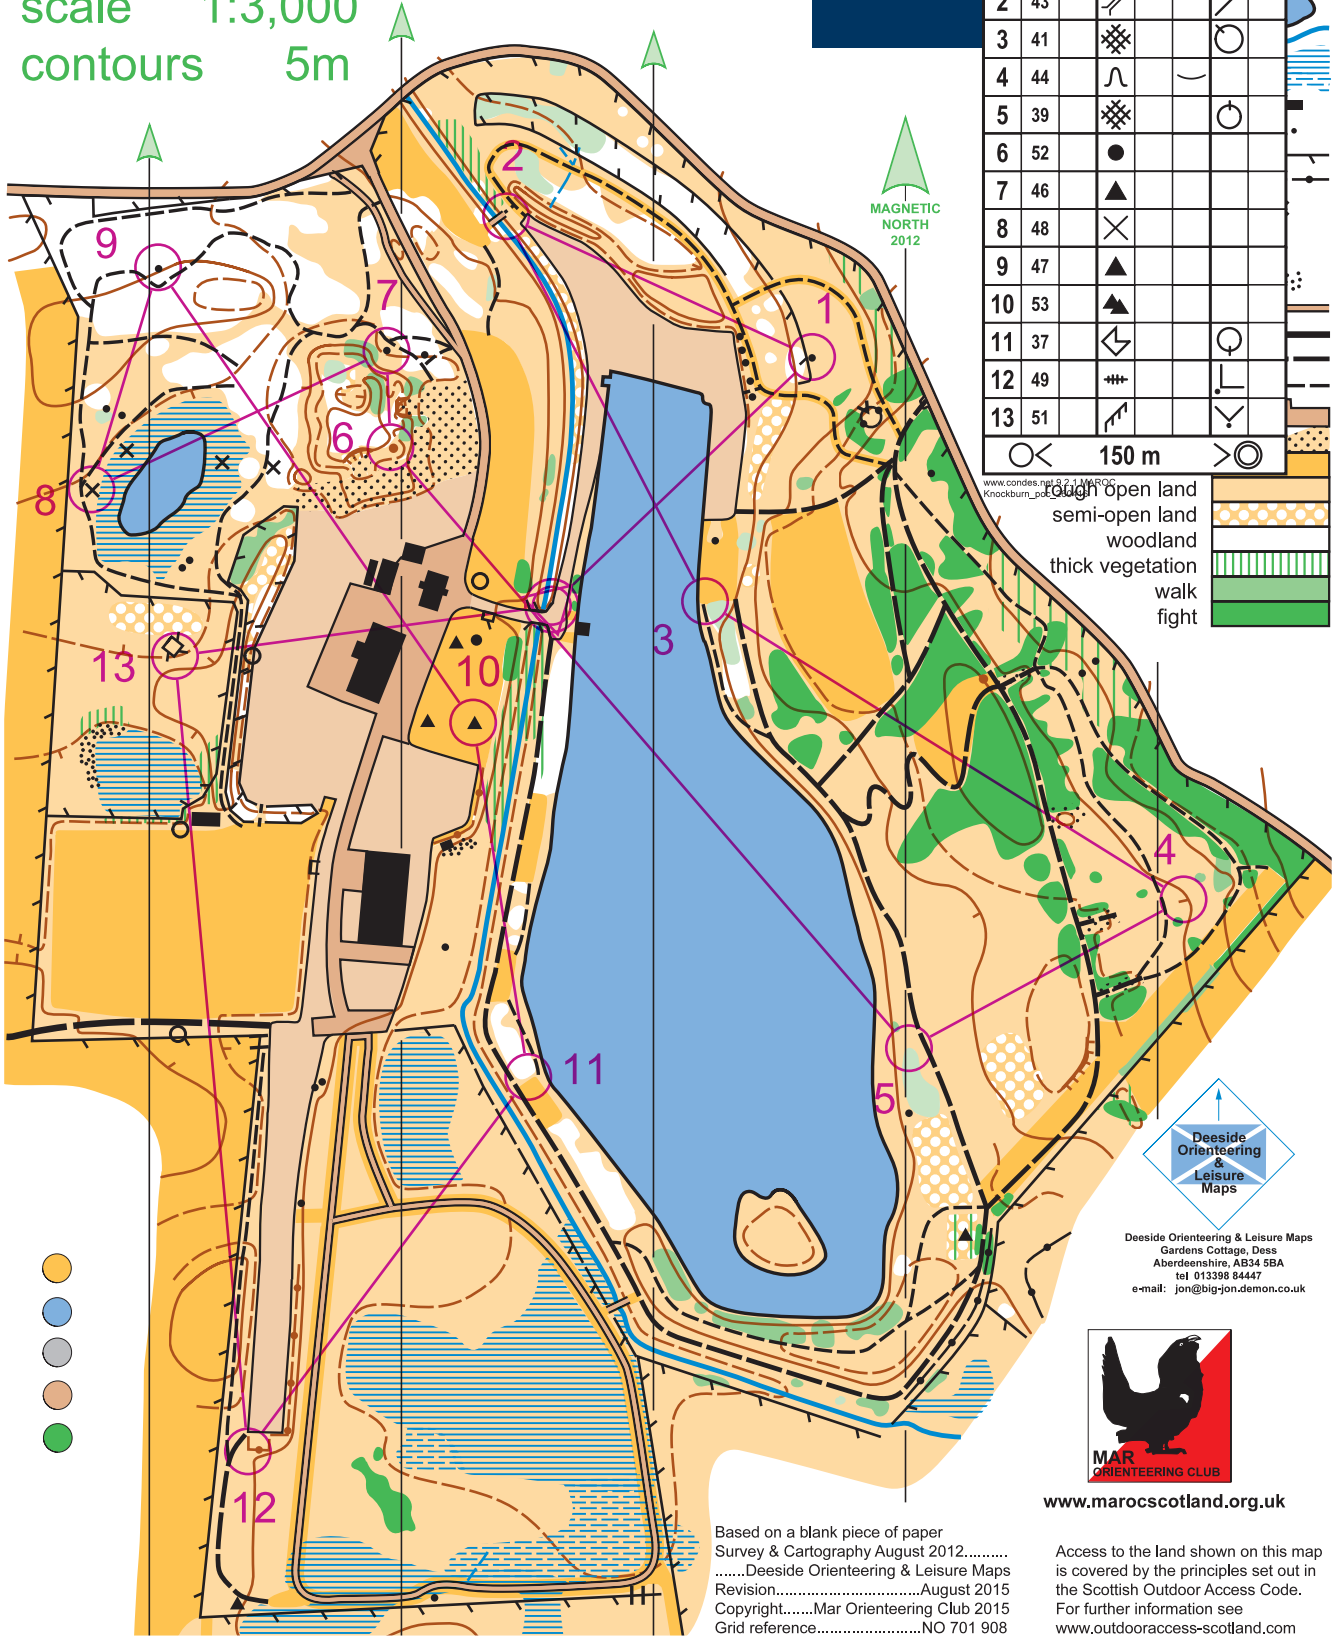 scale 1:3,000
contours 5m
MAGNETIC
NORTH
2012
2 43
3 41
4 44
5 39
6 52
7 46
8 48
9 47
10 53
11 37
12 49
13 51
150 m
www.condes.net 9.2.1 MAROC
rough open land
semi-open land
woodland
thick vegetation
walk
fight
1
2
3
4
5
6
7
8
9
10
11
12
13
Deeside
Orienteering
&
Leisure
Maps
Deeside Orienteering & Leisure Maps
Gardens Cottage, Dess
Aberdeenshire, AB34 5BA
tel 013398 84447
e-mail: jon@big-jon.demon.co.uk
MAR
ORIENTEERING CLUB
www.marocscotland.org.uk
Based on a blank piece of paper
Survey & Cartography August 2012..........
.......Deeside Orienteering & Leisure Maps
Revision..............................August 2015
Copyright.......Mar Orienteering Club 2015
Grid reference......................NO 701 908
Access to the land shown on this map
is covered by the principles set out in
the Scottish Outdoor Access Code.
For further information see
www.outdooraccess-scotland.com